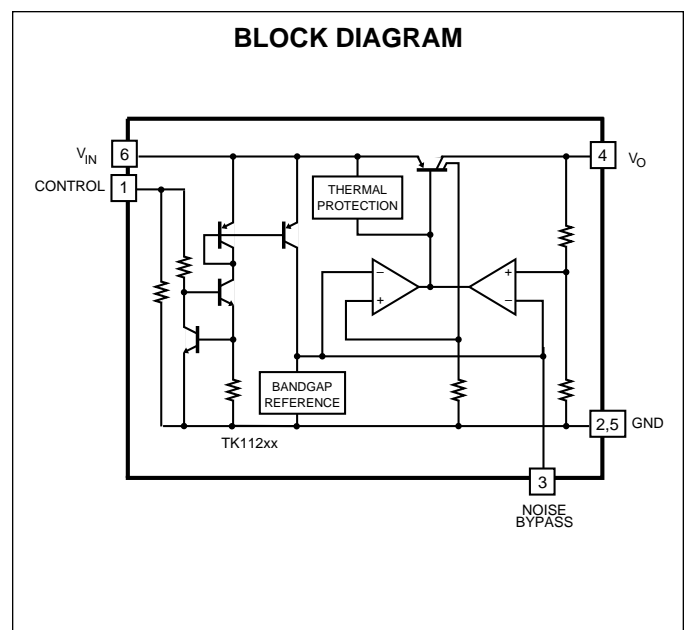 BLOCK DIAGRAM
VIN
6
4
VO
CONTROL
1
THERMAL
PROTECTION
−
+
+
−
BANDGAP
REFERENCE
2,5
GND
TK112xx
3
NOISE
BYPASS